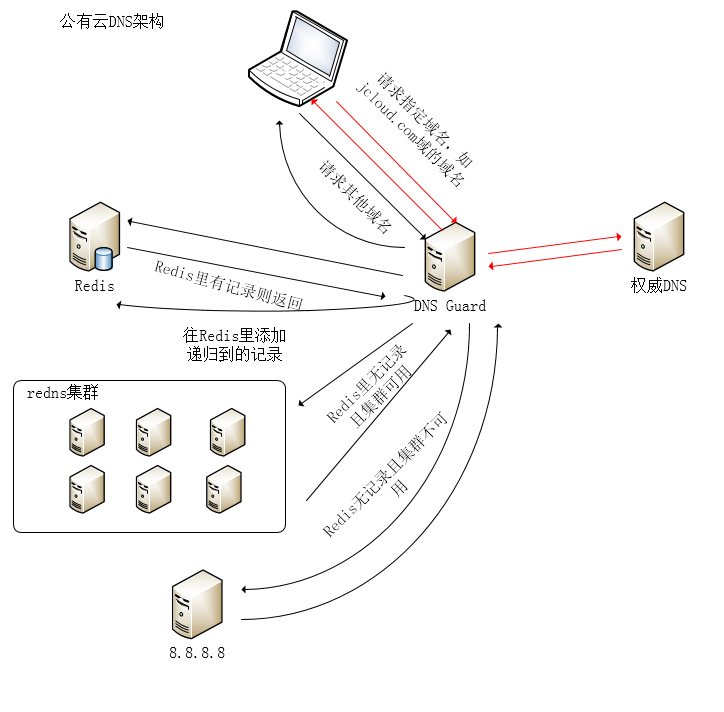 公有云DNS架构
请求指定域名，如
jcloud.com域的域名
请求其他域名
Redis
Redis里有记录则返回
DNS Guard
权威DNS
往Redis里添加
递归到的记录
Redis里无记录
且集群可用
redns集群
Redis无记录且集群不可
用
8.8.8.8